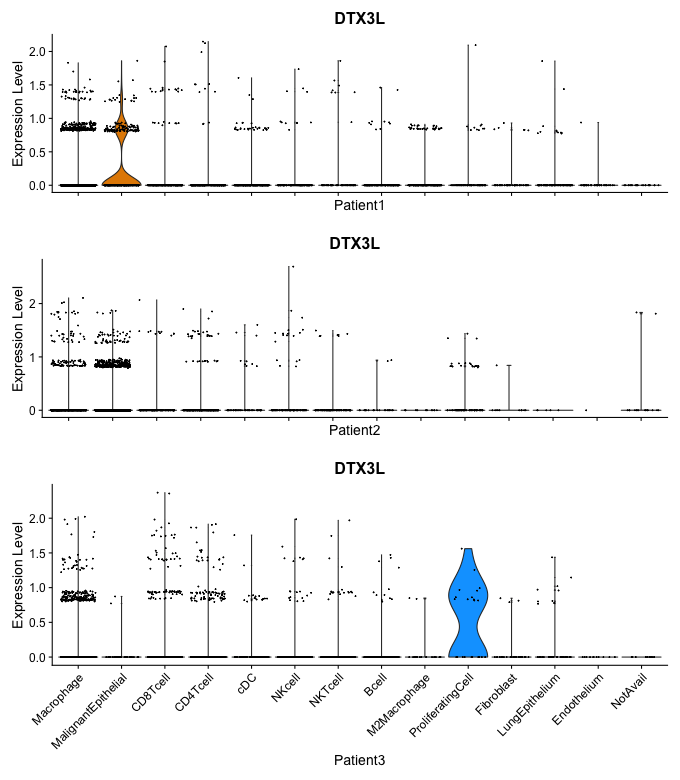 DTX3L
Expression Level
2.0
1.5
1.0
0.5
0.0
Patient1
DTX3L
Expression Level
2
1
0
Patient2
DTX3L
Expression Level
2.0
1.5
1.0
0.5
0.0
Macrophage
MalignantEpithelial
CD8Tcell
CD4Tcell
cDC
NKcell
NKTcell
Bcell
M2Macrophage
ProliferatingCell
Fibroblast
LungEpithelium
Endothelium
NotAvail
Patient3